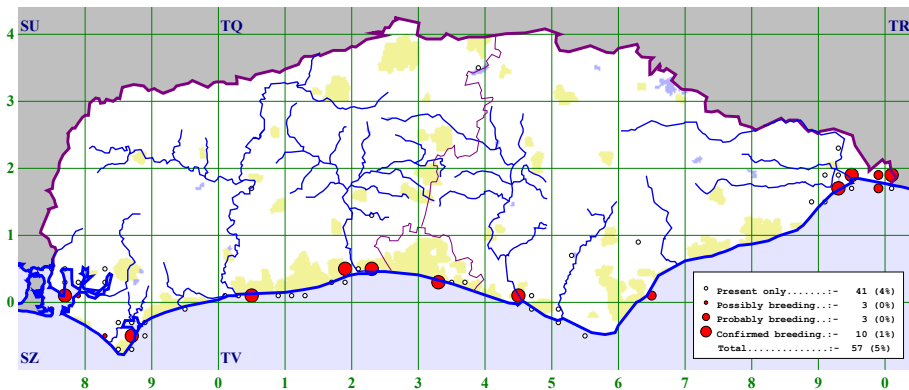 SU TQ TR
4
3
2
1
0
Present only......:- 41 (4%)
Possibly breeding..:- 3 (0%)
Probably breeding..:- 3 (0%)
Confirmed breeding.:- 10 (1%)
Total.............:- 57 (5%)
SZ TV
8 9 0 1 2 3 4 5 6 7 8 9 0